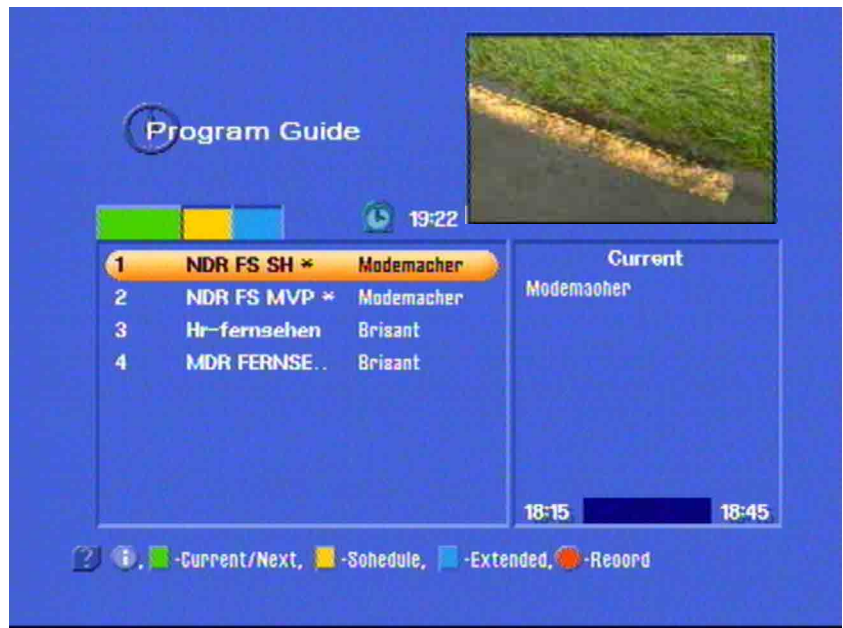 Program Guide
19:22
1 NDR FS SH * Modemacher
2 NDR FS MVP * Modemacher
3 Hr-fernsehen Brisant
4 MDR FERNSE.. Brisant
Current
Modemacher
18:15 18:45
? i, -Current/Next, -Schedule, -Extended, -Record